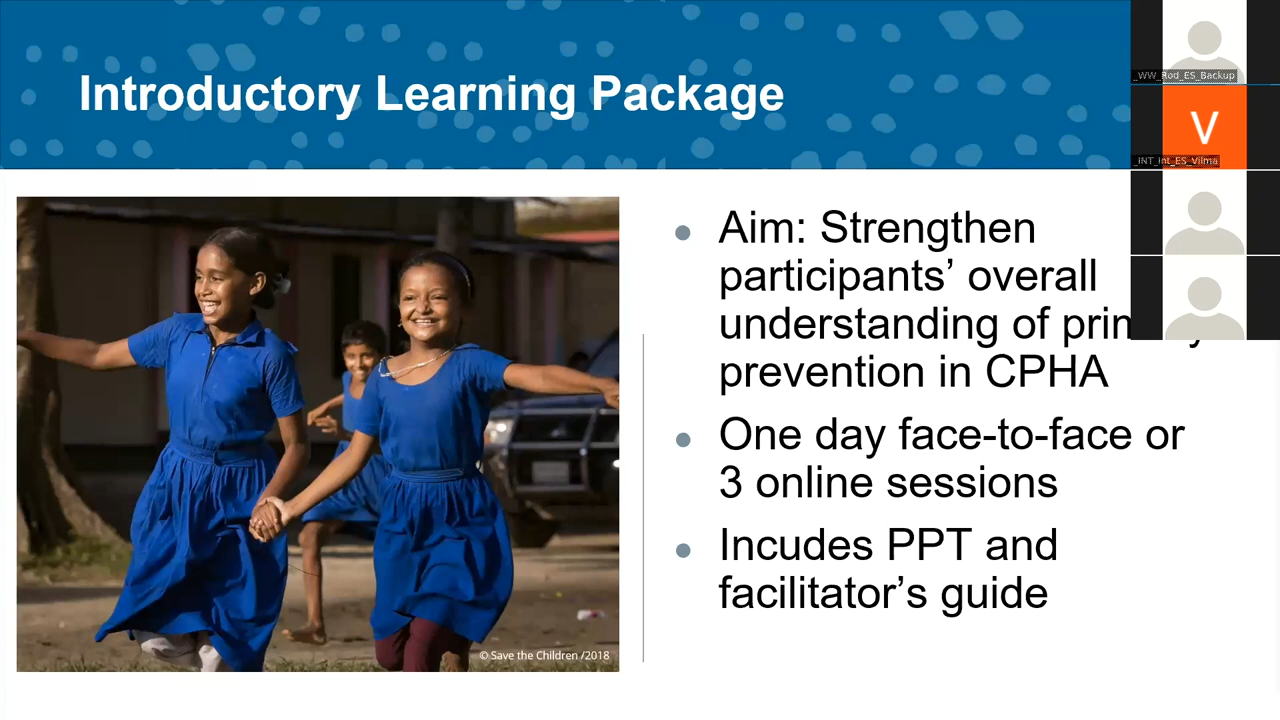 Introductory Learning Package
_WW_Rod_ES_Backup
V
_INT_Int_ES_Vilma
Aim: Strengthen
participants’ overall
understanding of
prevention in CPHA
One day face-to-face or
3 online sessions
Incudes PPT and
facilitator’s guide
© Save the Children /2018